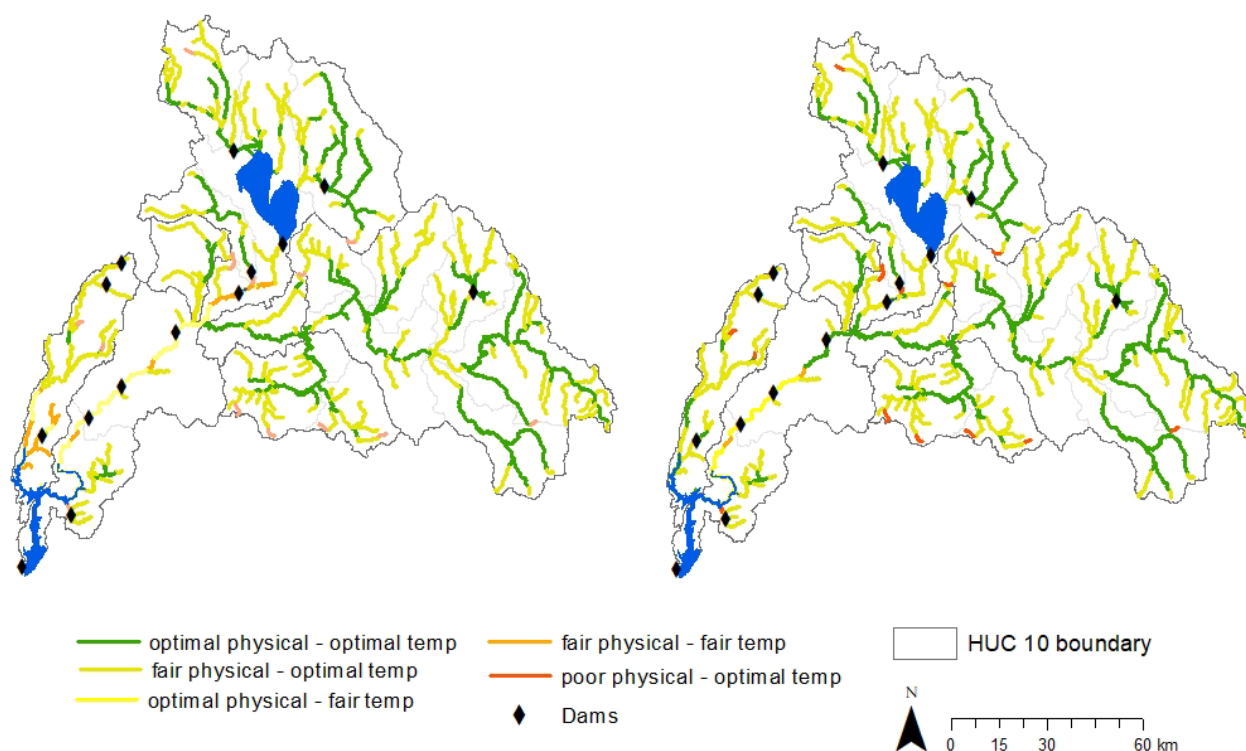 optimal physical - optimal temp
fair physical - optimal temp
optimal physical - fair temp
fair physical - fair temp
poor physical - optimal temp
Dams
HUC 10 boundary
N
0 15 30 60 km